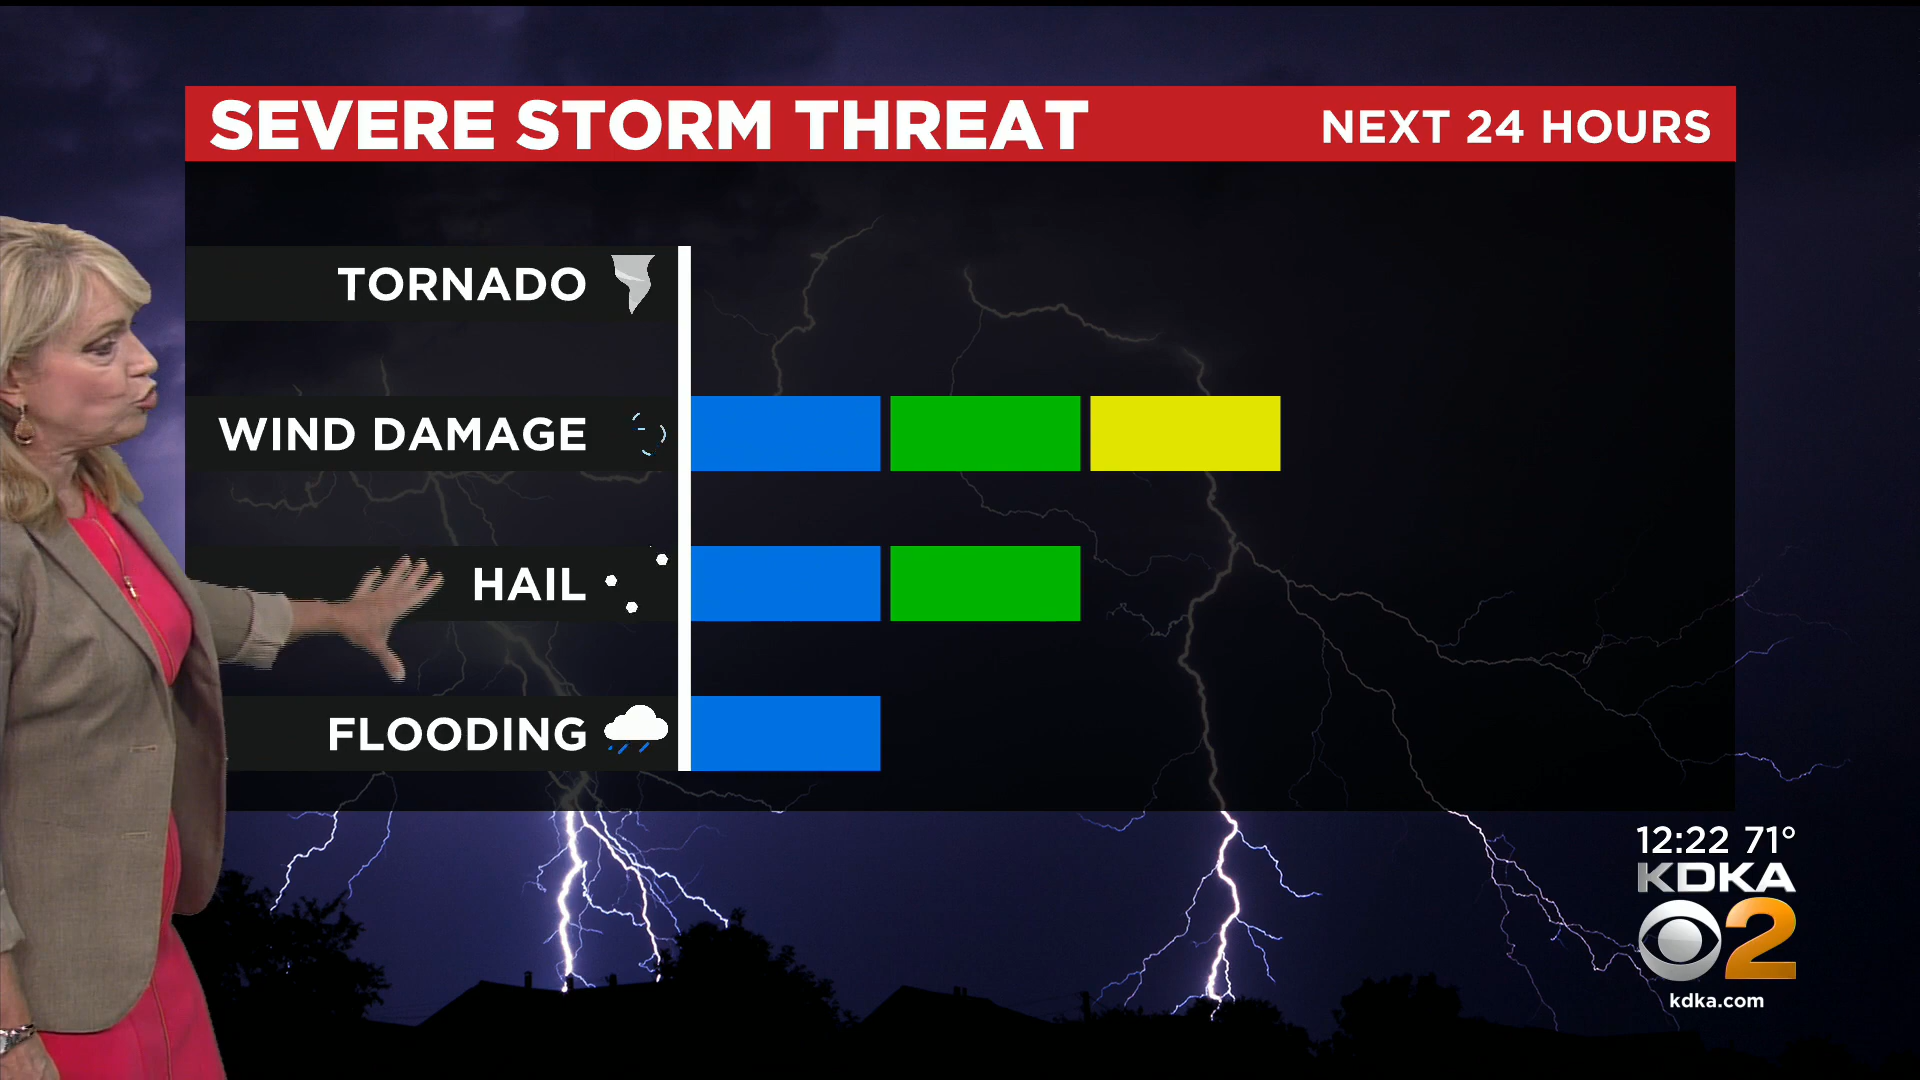 SEVERE STORM THREAT
NEXT 24 HOURS
TORNADO
WIND DAMAGE
HAIL
FLOODING
12:22 71°
KDKA
2
kdka.com